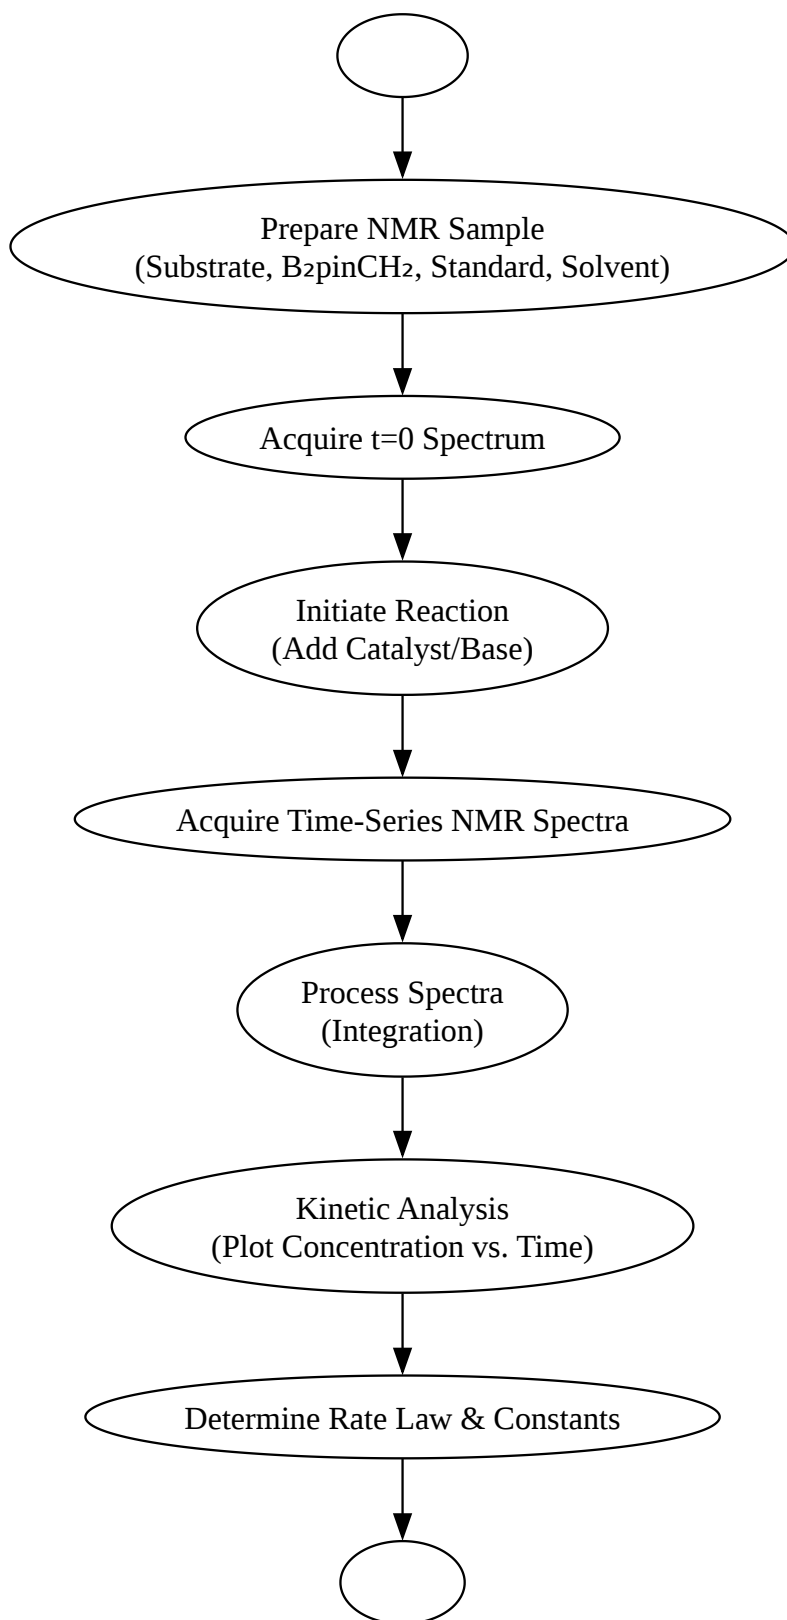 Prepare NMR Sample
(Substrate, B₂pinCH₂, Standard, Solvent)
Acquire t=0 Spectrum
Initiate Reaction
(Add Catalyst/Base)
Acquire Time-Series NMR Spectra
Process Spectra
(Integration)
Kinetic Analysis
(Plot Concentration vs. Time)
Determine Rate Law & Constants